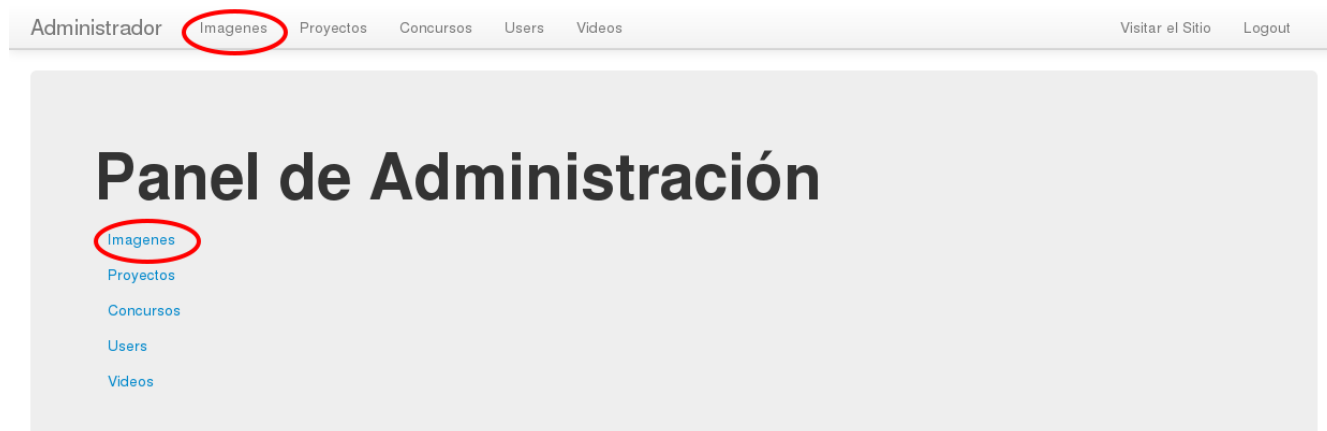 Administrador Imagenes Proyectos Concursos Users Videos Visitar el Sitio Logout
Panel de Administración
Imagenes
Proyectos
Concursos
Users
Videos